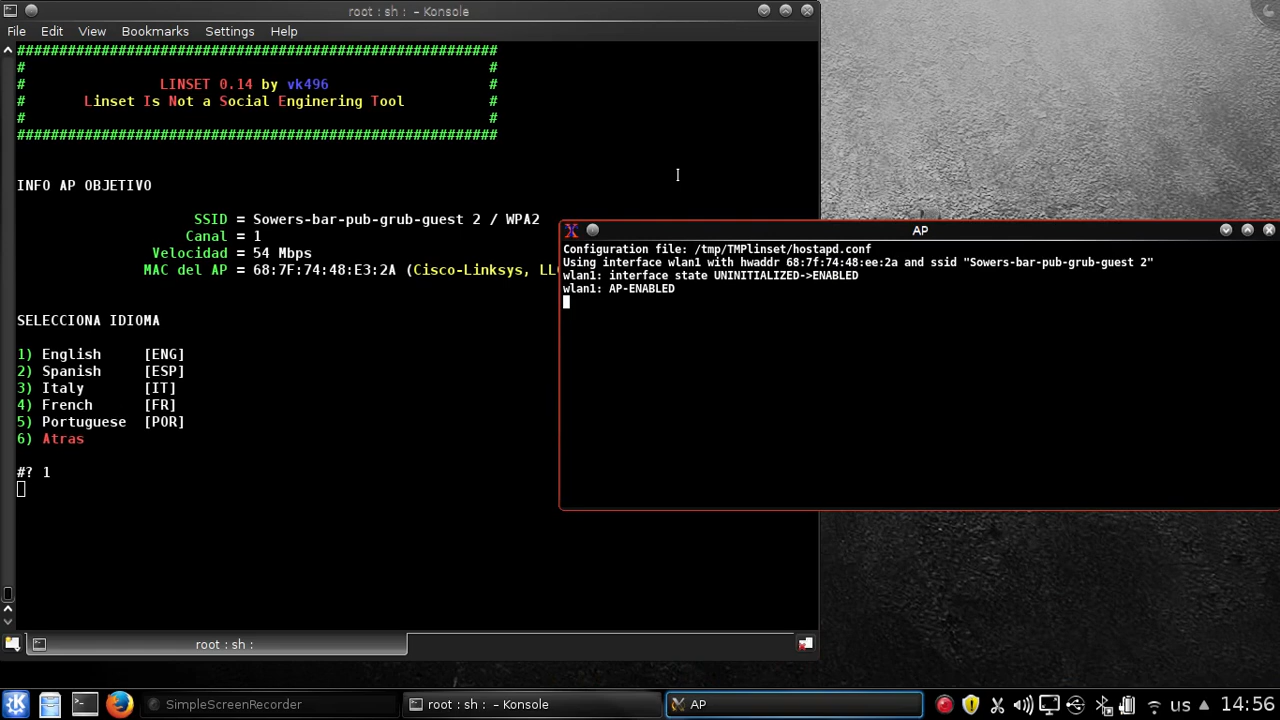 root : sh : – Konsole
File Edit View Bookmarks Settings Help
#########################################################
# #
# LINSET 0.14 by vk496 #
# Linset Is Not a Social Enginering Tool #
# #
#########################################################
INFO AP OBJETIVO
SSID = Sowers-bar-pub-grub-guest 2 / WPA2
Canal = 1
Velocidad = 54 Mbps
MAC del AP = 68:7F:74:48:E3:2A (Cisco-Linksys, LL
SELECCIONA IDIOMA
1) English [ENG]
2) Spanish [ESP]
3) Italy [IT]
4) French [FR]
5) Portuguese [POR]
6) Atras
#? 1
AP
Configuration file: /tmp/TMPlinset/hostapd.conf
Using interface wlan1 with hwaddr 68:7f:74:48:ee:2a and ssid "Sowers-bar-pub-grub-guest 2"
wlan1: interface state UNINITIALIZED->ENABLED
wlan1: AP-ENABLED
root : sh :
SimpleScreenRecorder
root : sh : – Konsole
AP
us
14:56